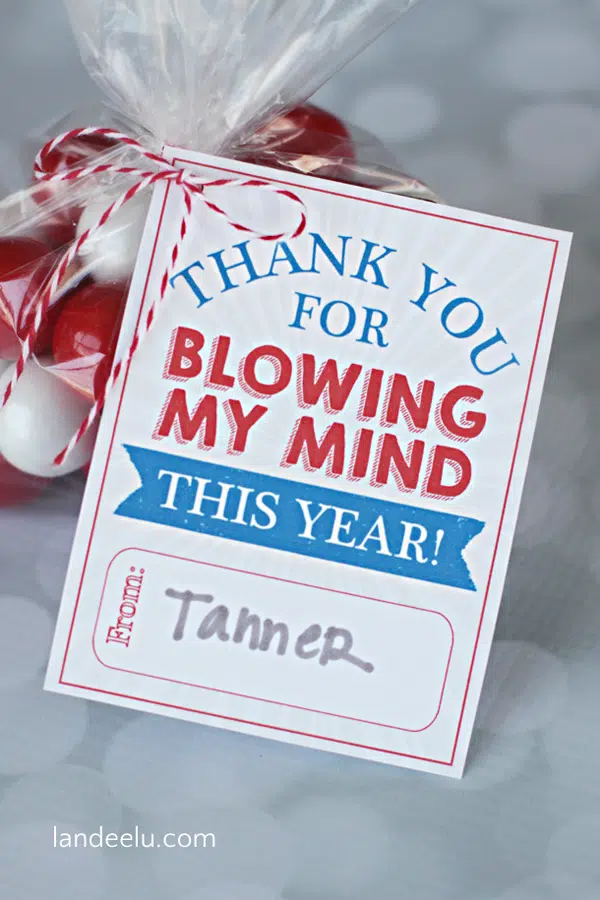 THANK YOU
FOR
BLOWING
MY MIND
THIS YEAR!
From:
Tanner
landeelu.com